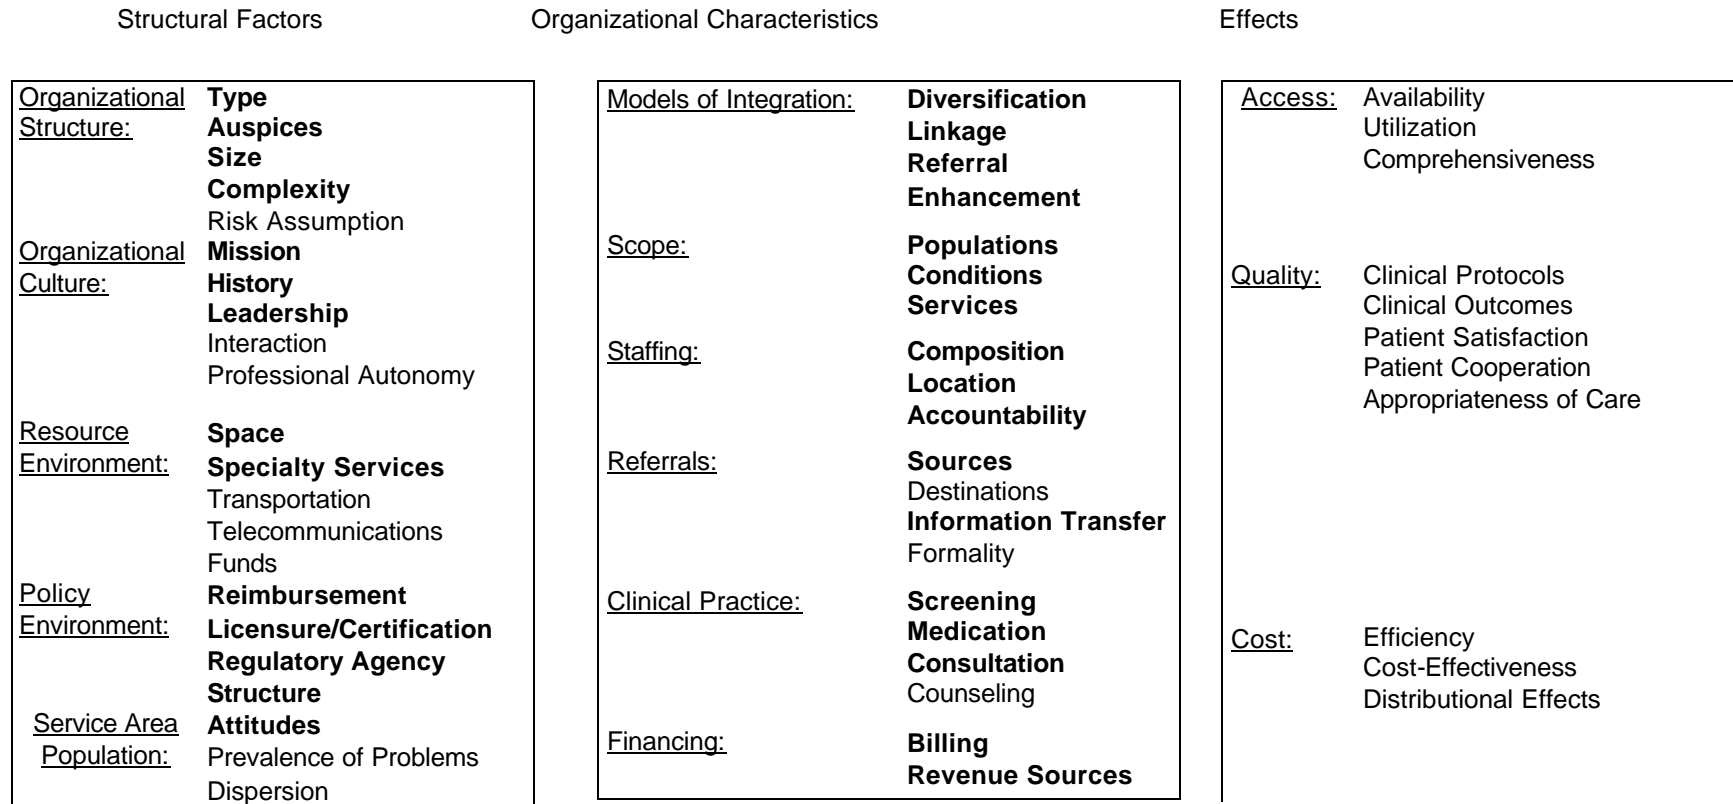 Structural Factors
Organizational Characteristics
Effects
Organizational Type
Structure: Auspices
Size
Complexity
Risk Assumption
Organizational Mission
Culture: History
Leadership
Interaction
Professional Autonomy
Resource Space
Environment: Specialty Services
Transportation
Telecommunications
Funds
Policy Reimbursement
Environment: Licensure/Certification
Regulatory Agency
Structure
Service Area Attitudes
Population: Prevalence of Problems
Dispersion
Models of Integration: Diversification
Linkage
Referral
Enhancement
Scope: Populations
Conditions
Services
Staffing: Composition
Location
Accountability
Referrals: Sources
Destinations
Information Transfer
Formality
Clinical Practice: Screening
Medication
Consultation
Counseling
Financing: Billing
Revenue Sources
Access: Availability
Utilization
Comprehensiveness
Quality: Clinical Protocols
Clinical Outcomes
Patient Satisfaction
Patient Cooperation
Appropriateness of Care
Cost: Efficiency
Cost-Effectiveness
Distributional Effects